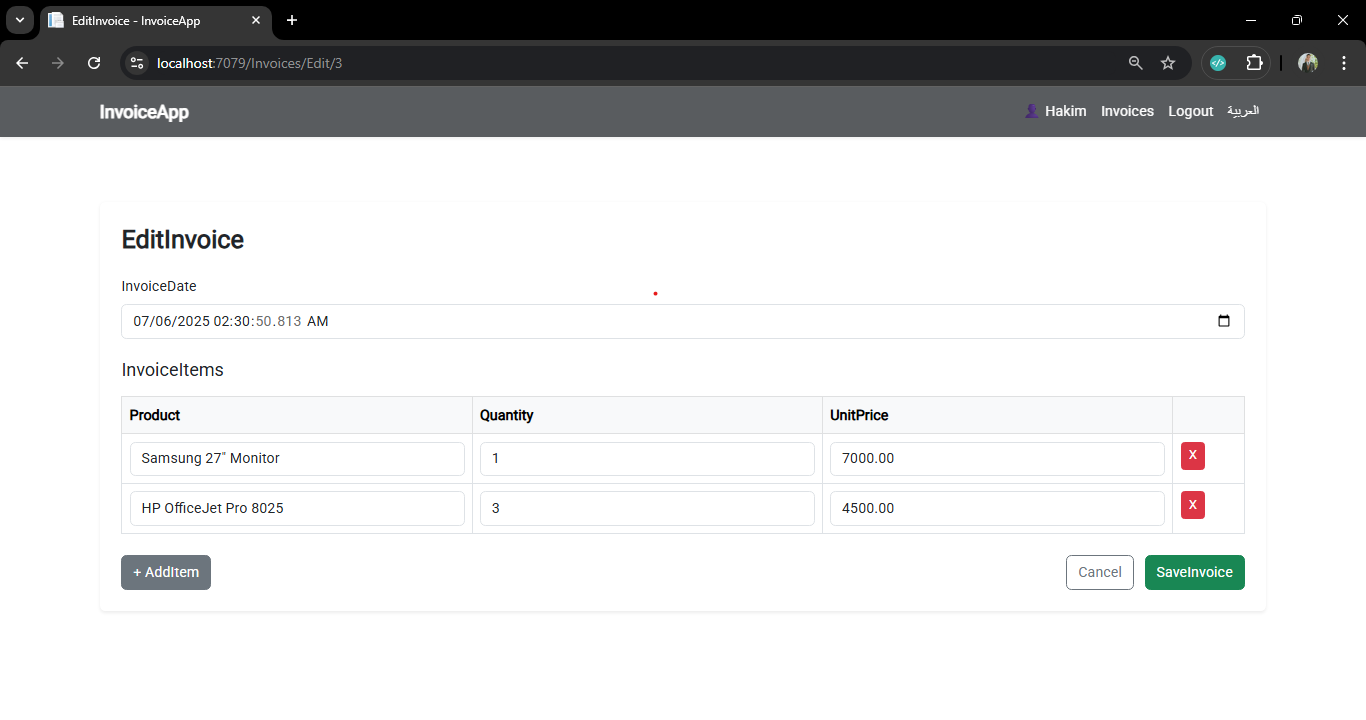 EditInvoice - InvoiceApp
localhost:7079/Invoices/Edit/3
InvoiceApp
Hakim Invoices Logout العربية
EditInvoice
InvoiceDate
07/06/2025 02:30:50.813 AM
InvoiceItems
Product Quantity UnitPrice
Samsung 27" Monitor 1 7000.00 X
HP OfficeJet Pro 8025 3 4500.00 X
+ AddItem Cancel SaveInvoice